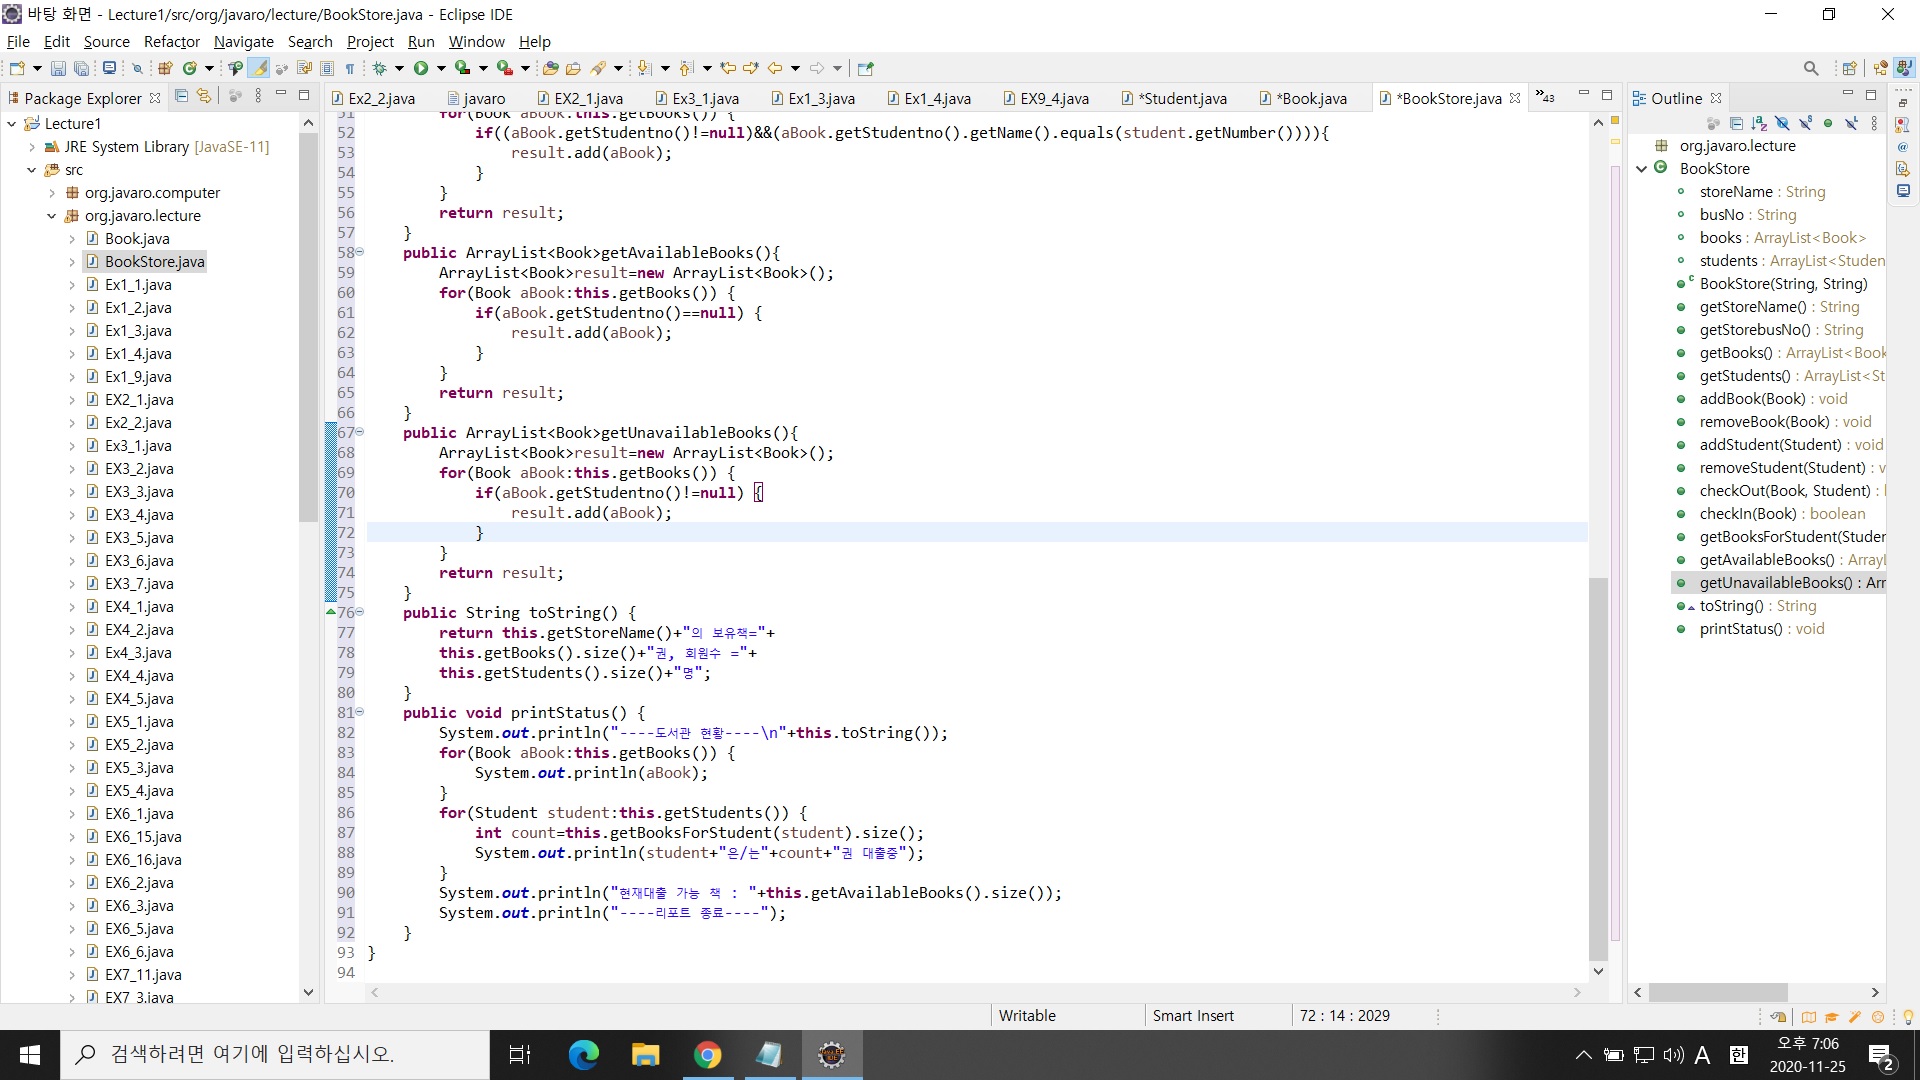 바탕 화면 - Lecture1/src/org/javaro/lecture/BookStore.java - Eclipse IDE
File Edit Source Refactor Navigate Search Project Run Window Help
Package Explorer
Lecture1
JRE System Library [JavaSE-11]
src
org.javaro.computer
org.javaro.lecture
Book.java
BookStore.java
Ex1_1.java
Ex1_2.java
Ex1_3.java
Ex1_4.java
Ex1_9.java
EX2_1.java
Ex2_2.java
Ex3_1.java
EX3_2.java
EX3_3.java
EX3_4.java
EX3_5.java
EX3_6.java
EX3_7.java
EX4_1.java
EX4_2.java
Ex4_3.java
EX4_4.java
EX4_5.java
EX5_1.java
EX5_2.java
EX5_3.java
EX5_4.java
EX6_1.java
EX6_15.java
EX6_16.java
EX6_2.java
EX6_3.java
EX6_5.java
EX6_6.java
EX7_11.java
EX7_3.java
Ex2_2.java javaro EX2_1.java Ex3_1.java Ex1_3.java Ex1_4.java EX9_4.java *Student.java *Book.java *BookStore.java »43
51 for(Book aBook:this.getBooks()) {
52 if((aBook.getStudentno()!=null)&&(aBook.getStudentno().getName().equals(student.getNumber()))){
53 result.add(aBook);
54 }
55 }
56 return result;
57 }
58 public ArrayList<Book>getAvailableBooks(){
59 ArrayList<Book>result=new ArrayList<Book>();
60 for(Book aBook:this.getBooks()) {
61 if(aBook.getStudentno()==null) {
62 result.add(aBook);
63 }
64 }
65 return result;
66 }
67 public ArrayList<Book>getUnavailableBooks(){
68 ArrayList<Book>result=new ArrayList<Book>();
69 for(Book aBook:this.getBooks()) {
70 if(aBook.getStudentno()!=null) {
71 result.add(aBook);
72 }
73 }
74 return result;
75 }
76 public String toString() {
77 return this.getStoreName()+"의 보유책="+
78 this.getBooks().size()+"권, 회원수 ="+
79 this.getStudents().size()+"명";
80 }
81 public void printStatus() {
82 System.out.println("----도서관 현황----\n"+this.toString());
83 for(Book aBook:this.getBooks()) {
84 System.out.println(aBook);
85 }
86 for(Student student:this.getStudents()) {
87 int count=this.getBooksForStudent(student).size();
88 System.out.println(student+"은/는"+count+"권 대출중");
89 }
90 System.out.println("현재대출 가능 책 : "+this.getAvailableBooks().size());
91 System.out.println("----리포트 종료----");
92 }
93 }
94
Outline
org.javaro.lecture
BookStore
storeName : String
busNo : String
books : ArrayList<Book>
students : ArrayList<Studen
BookStore(String, String)
getStoreName() : String
getStorebusNo() : String
getBooks() : ArrayList<Book
getStudents() : ArrayList<St
addBook(Book) : void
removeBook(Book) : void
addStudent(Student) : void
removeStudent(Student) : v
checkOut(Book, Student) : 
checkIn(Book) : boolean
getBooksForStudent(Studer
getAvailableBooks() : Arrayl
getUnavailableBooks() : Arr
toString() : String
printStatus() : void
Writable Smart Insert 72 : 14 : 2029
검색하려면 여기에 입력하십시오.
A 한
오후 7:06
2020-11-25
2